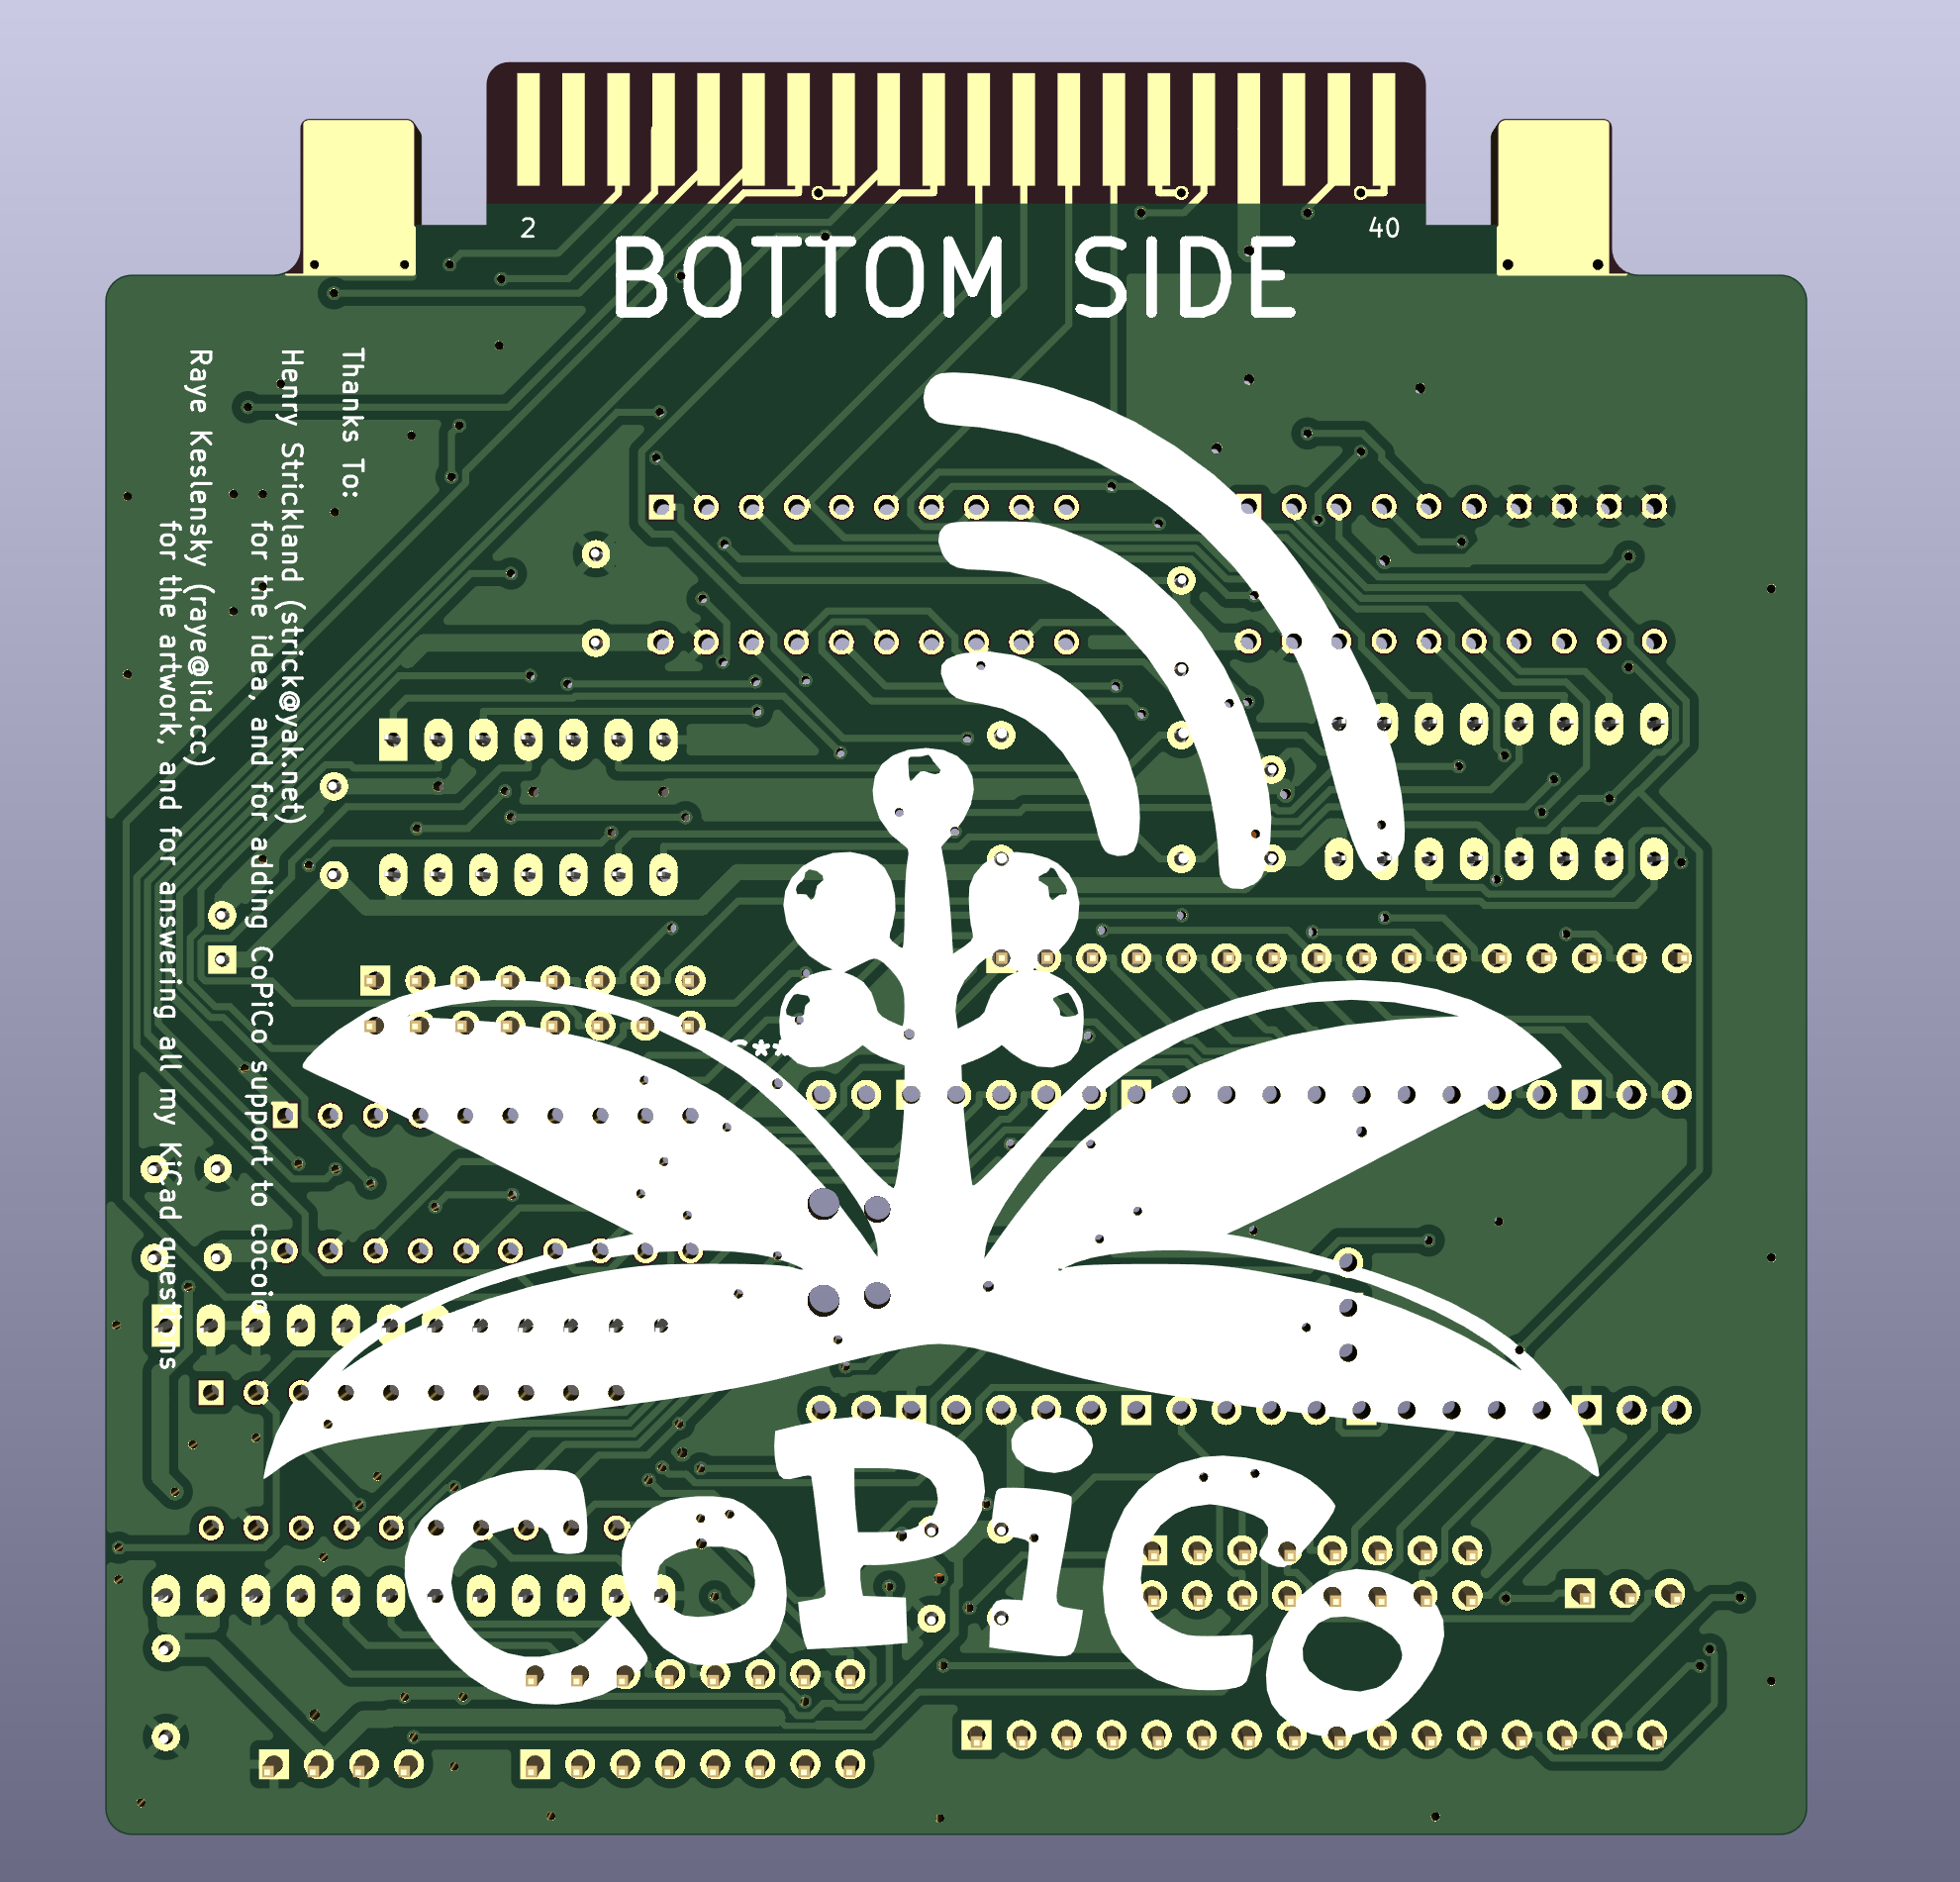 2
40
BOTTOM SIDE
Thanks To:
Henry Strickland (strick@yak.net)
for the idea, and for adding CoPiCo support to cocoio
Raye Keslensky (raye@lid.cc)
for the artwork, and for answering all my KiCad questions
CoPiCo